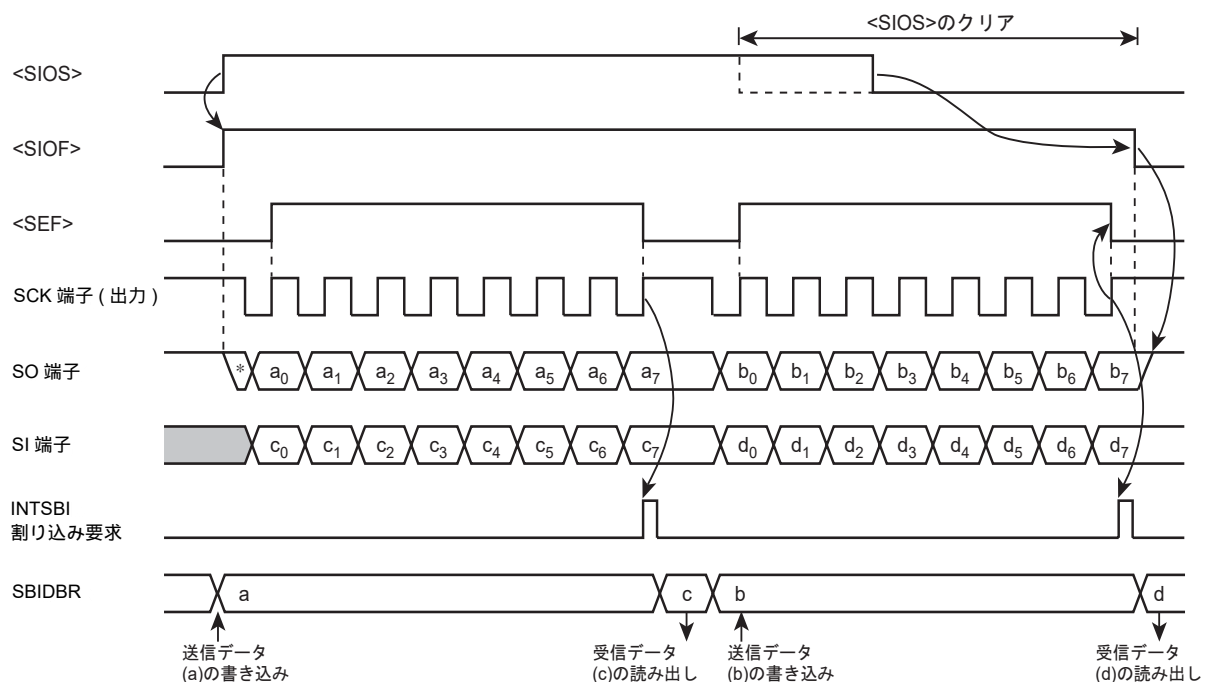 <SIOS>のクリア
<SIOS>
<SIOF>
<SEF>
SCK 端子 ( 出力 )
SO 端子
* a0 a1 a2 a3 a4 a5 a6 a7 b0 b1 b2 b3 b4 b5 b6 b7
SI 端子
c0 c1 c2 c3 c4 c5 c6 c7 d0 d1 d2 d3 d4 d5 d6 d7
INTSBI
割り込み要求
SBIDBR
a c b d
送信データ
(a)の書き込み
受信データ
(c)の読み出し
送信データ
(b)の書き込み
受信データ
(d)の読み出し